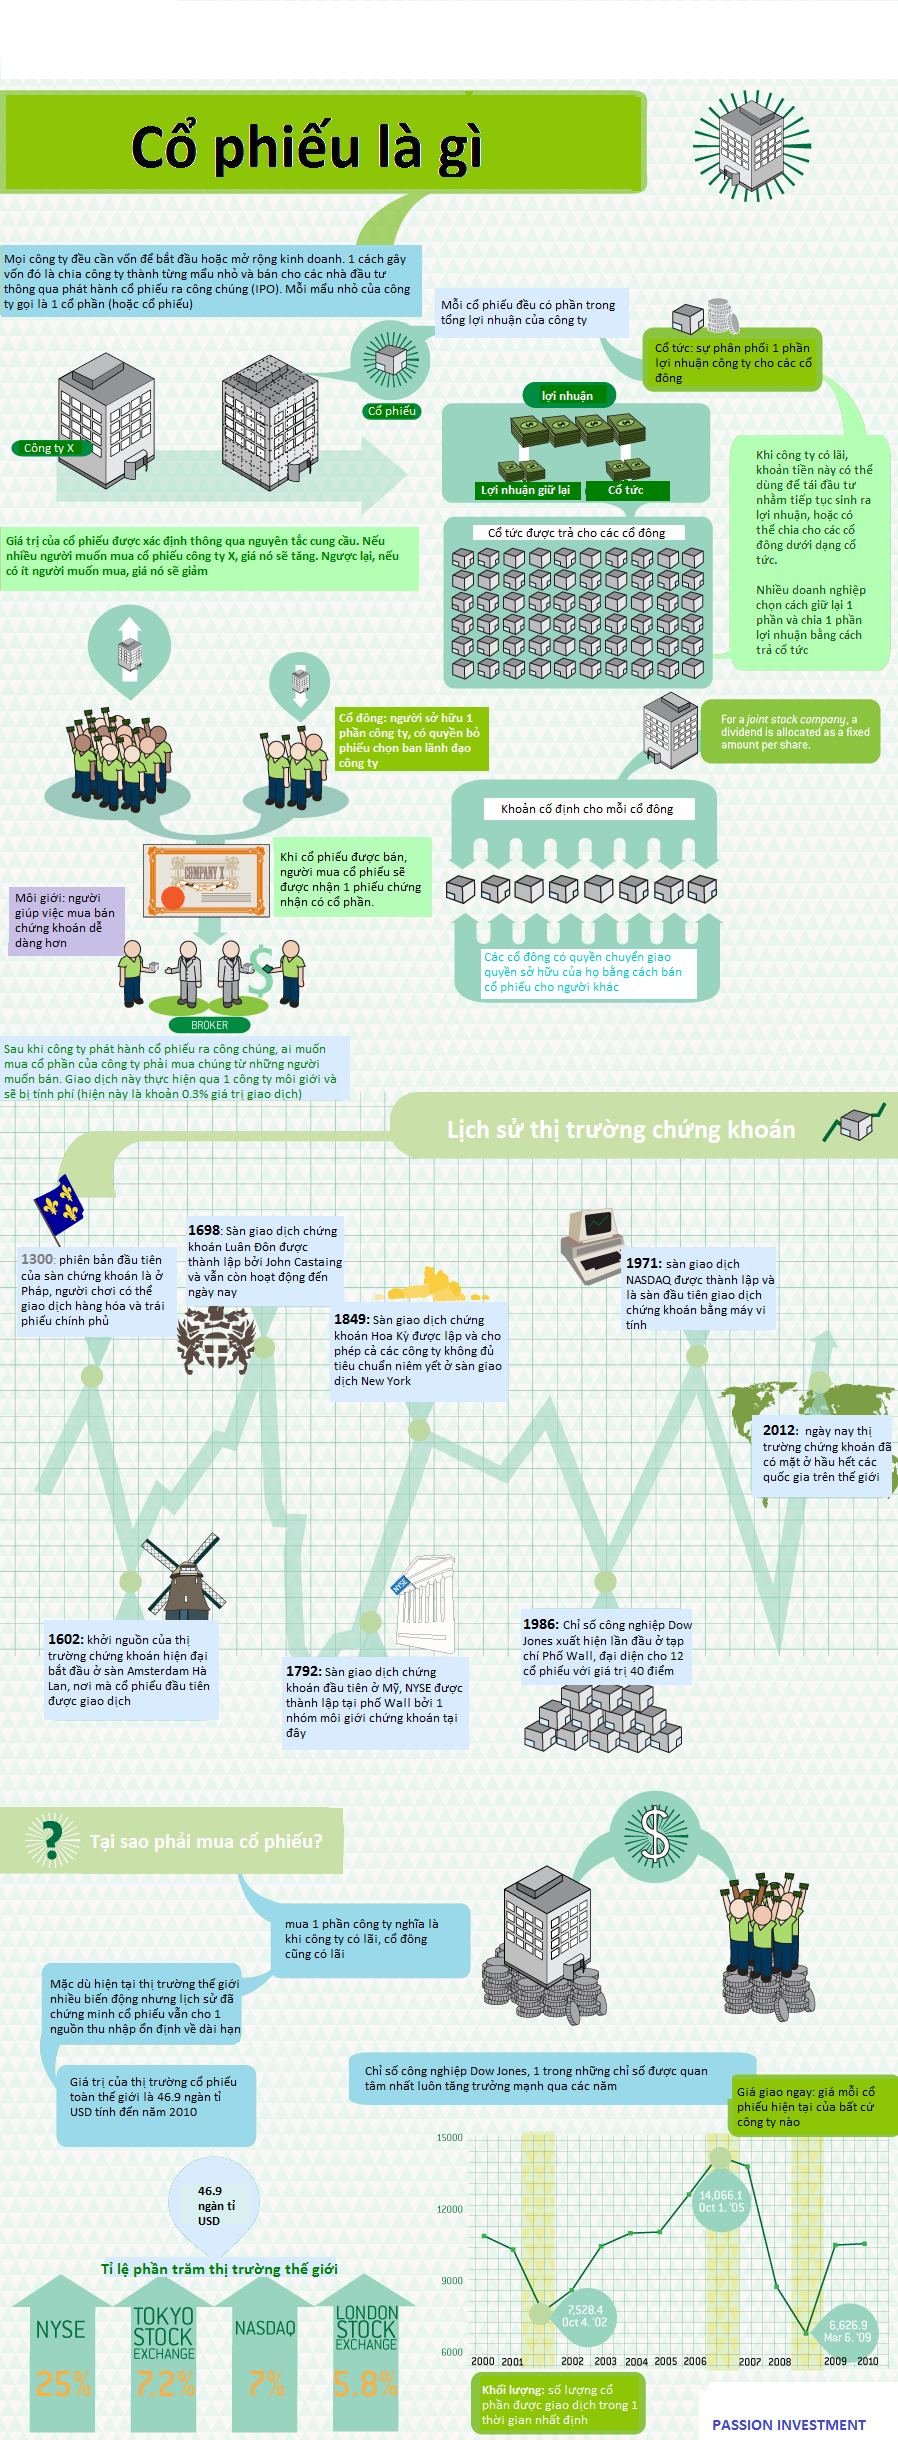 Cổ phiếu là gì
Mọi công ty đều cần vốn để bắt đầu hoặc mở rộng kinh doanh. 1 cách gây
vốn đó là chia công ty thành từng mẩu nhỏ và bán cho các nhà đầu tư
thông qua phát hành cổ phiếu ra công chúng (IPO). Mỗi mẩu nhỏ của công
ty gọi là 1 cổ phần (hoặc cổ phiếu)
Mỗi cổ phiếu đều có phần trong
tổng lợi nhuận của công ty
Cổ tức: sự phân phối 1 phần
lợi nhuận công ty cho các cổ
đông
Cổ phiếu
Công ty X
lợi nhuận
Lợi nhuận giữ lại
Cổ tức
Khi công ty có lãi,
khoản tiền này có thể
dùng để tái đầu tư
nhằm tiếp tục sinh ra
lợi nhuận, hoặc có
thể chia cho các cổ
đông dưới dạng cổ
tức.
Nhiều doanh nghiệp
chọn cách giữ lại 1
phần và chia 1 phần
lợi nhuận bằng cách
trả cổ tức
Cổ tức được trả cho các cổ đông
Giá trị của cổ phiếu được xác định thông qua nguyên tắc cung cầu. Nếu
nhiều người muốn mua cổ phiếu công ty X, giá nó sẽ tăng. Ngược lại, nếu
có ít người muốn mua, giá nó sẽ giảm
Cổ đông: người sở hữu 1
phần công ty, có quyền bỏ
phiếu chọn ban lãnh đạo
công ty
For a joint stock company, a
dividend is allocated as a fixed
amount per share.
Khoản cố định cho mỗi cổ đông
COMPANY X
Khi cổ phiếu được bán,
người mua cổ phiếu sẽ
được nhận 1 phiếu chứng
nhận có cổ phần.
Môi giới: người
giúp việc mua bán
chứng khoán dễ
dàng hơn
$
BROKER
Các cổ đông có quyền chuyển giao
quyền sở hữu của họ bằng cách bán
cổ phiếu cho người khác
Sau khi công ty phát hành cổ phiếu ra công chúng, ai muốn
mua cổ phần của công ty phải mua chúng từ những người
muốn bán. Giao dịch này thực hiện qua 1 công ty môi giới và
sẽ bị tính phí (hiện này là khoản 0.3% giá trị giao dịch)
Lịch sử thị trường chứng khoán
1300: phiên bản đầu tiên
của sàn chứng khoán là ở
Pháp, người chơi có thể
giao dịch hàng hóa và trái
phiếu chính phủ
1698: Sàn giao dịch chứng
khoán Luân Đôn được
thành lập bởi John Castaing
và vẫn còn hoạt động đến
ngày nay
1849: Sàn giao dịch chứng
khoán Hoa Kỳ được lập và cho
phép cả các công ty không đủ
tiêu chuẩn niêm yết ở sàn giao
dịch New York
1971: sàn giao dịch
NASDAQ được thành lập và
là sàn đầu tiên giao dịch
chứng khoán bằng máy vi
tính
2012: ngày nay thị
trường chứng khoán đã
có mặt ở hầu hết các
quốc gia trên thế giới
1602: khởi nguồn của thị
trường chứng khoán hiện đại
bắt đầu ở sàn Amsterdam Hà
Lan, nơi mà cổ phiếu đầu tiên
được giao dịch
NYSE
1792: Sàn giao dịch chứng
khoán đầu tiên ở Mỹ, NYSE được
thành lập tại phố Wall bởi 1
nhóm môi giới chứng khoán tại
đây
1986: Chỉ số công nghiệp Dow
Jones xuất hiện lần đầu ở tạp
chí Phố Wall, đại diện cho 12
cổ phiếu với giá trị 40 điểm
? Tại sao phải mua cổ phiếu?
$
mua 1 phần công ty nghĩa là
khi công ty có lãi, cổ đông
cũng có lãi
Mặc dù hiện tại thị trường thế giới
nhiều biến động nhưng lịch sử đã
chứng minh cổ phiếu vẫn cho 1
nguồn thu nhập ổn định về dài hạn
Giá trị của thị trường cổ phiếu
toàn thế giới là 46.9 ngàn tỉ
USD tính đến năm 2010
Chỉ số công nghiệp Dow Jones, 1 trong những chỉ số được quan
tâm nhất luôn tăng trưởng mạnh qua các năm
Giá giao ngay: giá mỗi cổ
phiếu hiện tại của bất cứ
công ty nào
46.9
ngàn tỉ
USD
Tỉ lệ phần trăm thị trường thế giới
NYSE
25%
TOKYO
STOCK
EXCHANGE
7.2%
NASDAQ
7%
LONDON
STOCK
EXCHANGE
5.8%
15000
12000
9000
6000
14,066.1
Oct 1. '05
7,528.4
Oct 4. '02
6,626.9
Mar 6. '09
2000 2001 2002 2003 2004 2005 2006 2007 2008 2009 2010
Khối lượng: số lượng cổ
phần được giao dịch trong 1
thời gian nhất định
PASSION INVESTMENT